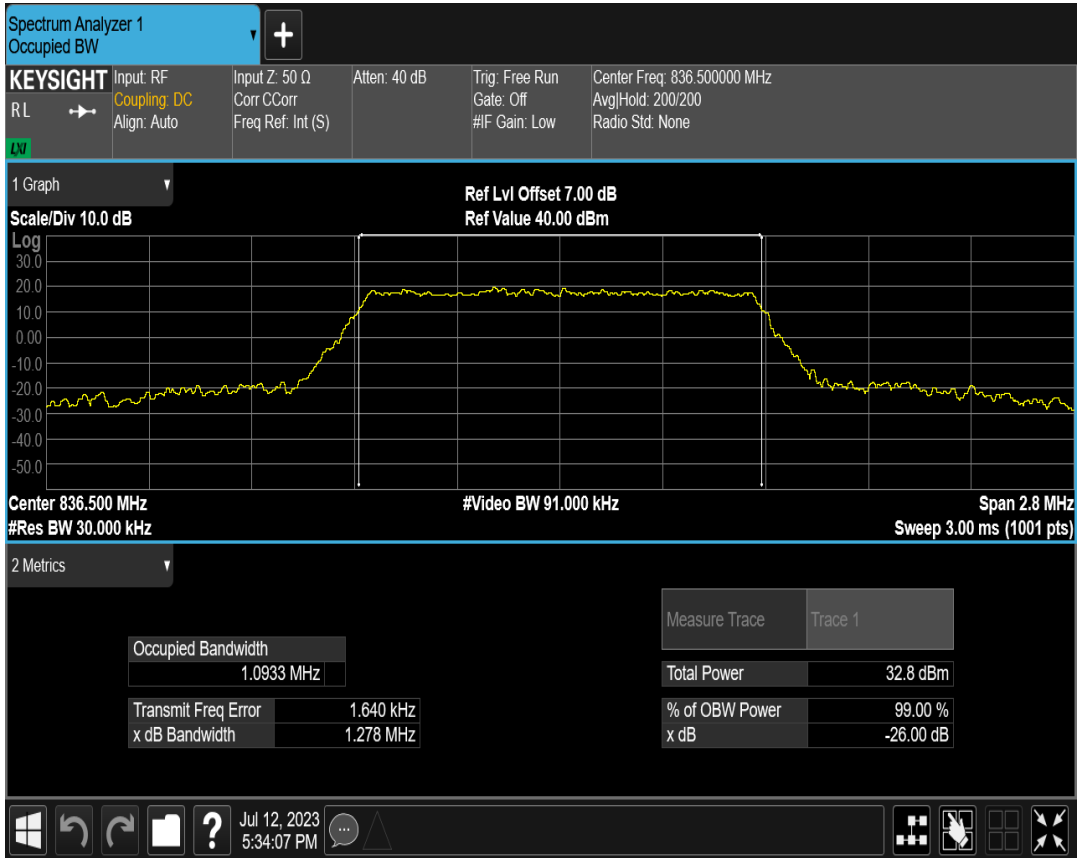 Spectrum Analyzer 1
Occupied BW
+
KEYSIGHT
R L
LXI
Input: RF
Coupling: DC
Align: Auto
Input Z: 50 Ω
Corr CCorr
Freq Ref: Int (S)
Atten: 40 dB
Trig: Free Run
Gate: Off
#IF Gain: Low
Center Freq: 836.500000 MHz
Avg|Hold: 200/200
Radio Std: None
1 Graph
Scale/Div 10.0 dB
Ref Lvl Offset 7.00 dB
Ref Value 40.00 dBm
Log
30.0
20.0
10.0
0.00
-10.0
-20.0
-30.0
-40.0
-50.0
Center 836.500 MHz
#Res BW 30.000 kHz
#Video BW 91.000 kHz
Span 2.8 MHz
Sweep 3.00 ms (1001 pts)
2 Metrics
Occupied Bandwidth
1.0933 MHz
Transmit Freq Error 1.640 kHz
x dB Bandwidth 1.278 MHz
Measure Trace Trace 1
Total Power 32.8 dBm
% of OBW Power 99.00 %
x dB -26.00 dB
?
Jul 12, 2023
5:34:07 PM